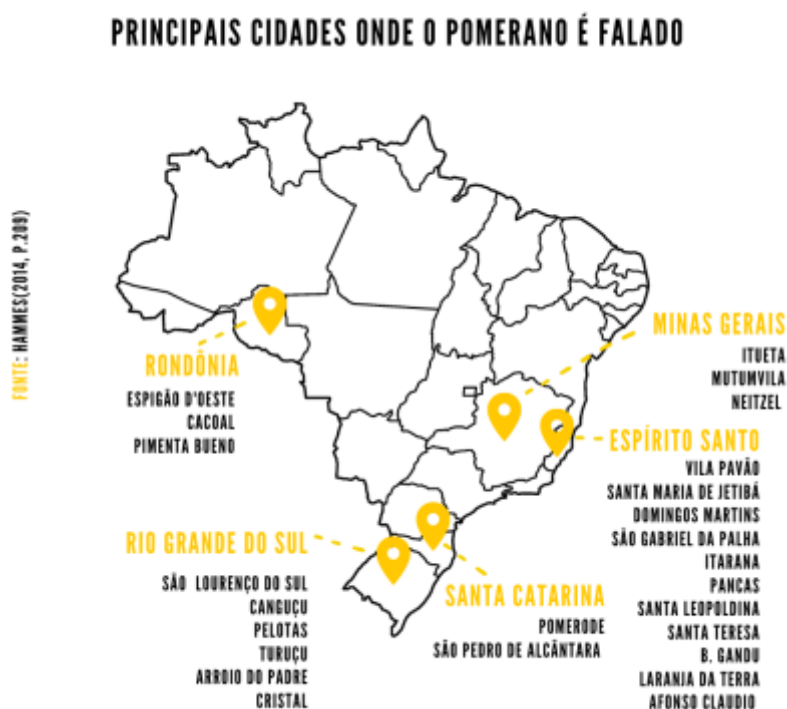 PRINCIPAIS CIDADES ONDE O POMERANO É FALADO
FONTE: HAMMES(2014, P.209)
RONDÔNIA
ESPIGÃO D'OESTE
CACOAL
PIMENTA BUENO
MINAS GERAIS
ITUETA
MUTUMVILA
NEITZEL
ESPÍRITO SANTO
VILA PAVÃO
SANTA MARIA DE JETIBÁ
DOMINGOS MARTINS
SÃO GABRIEL DA PALHA
ITARANA
PANCAS
SANTA LEOPOLDINA
SANTA TERESA
B. GANDU
LARANJA DA TERRA
AFONSO CLAUDIO
RIO GRANDE DO SUL
SÃO LOURENÇO DO SUL
CANGUÇU
PELOTAS
TURUÇU
ARROIO DO PADRE
CRISTAL
SANTA CATARINA
POMERODE
SÃO PEDRO DE ALCÂNTARA